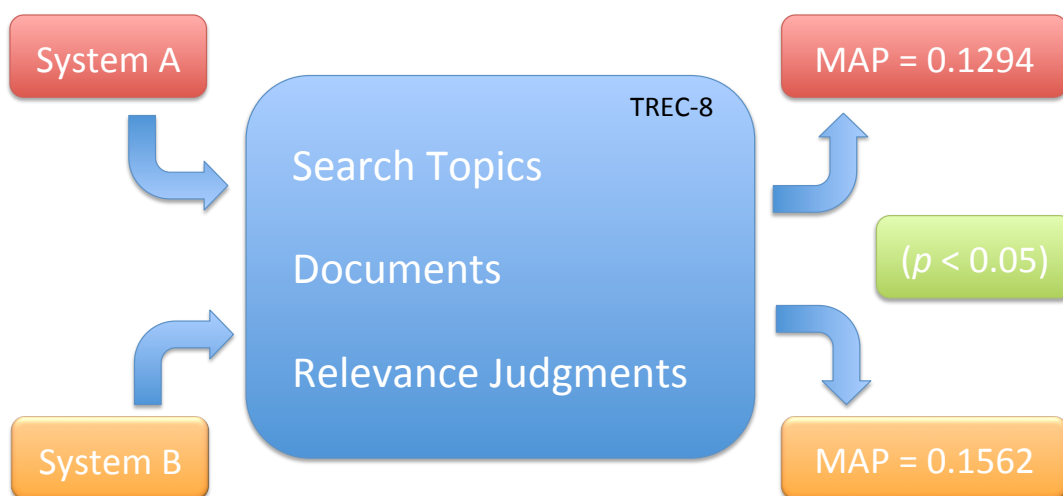 System A
MAP = 0.1294
TREC-8
Search Topics
Documents
(p < 0.05)
Relevance Judgments
System B
MAP = 0.1562